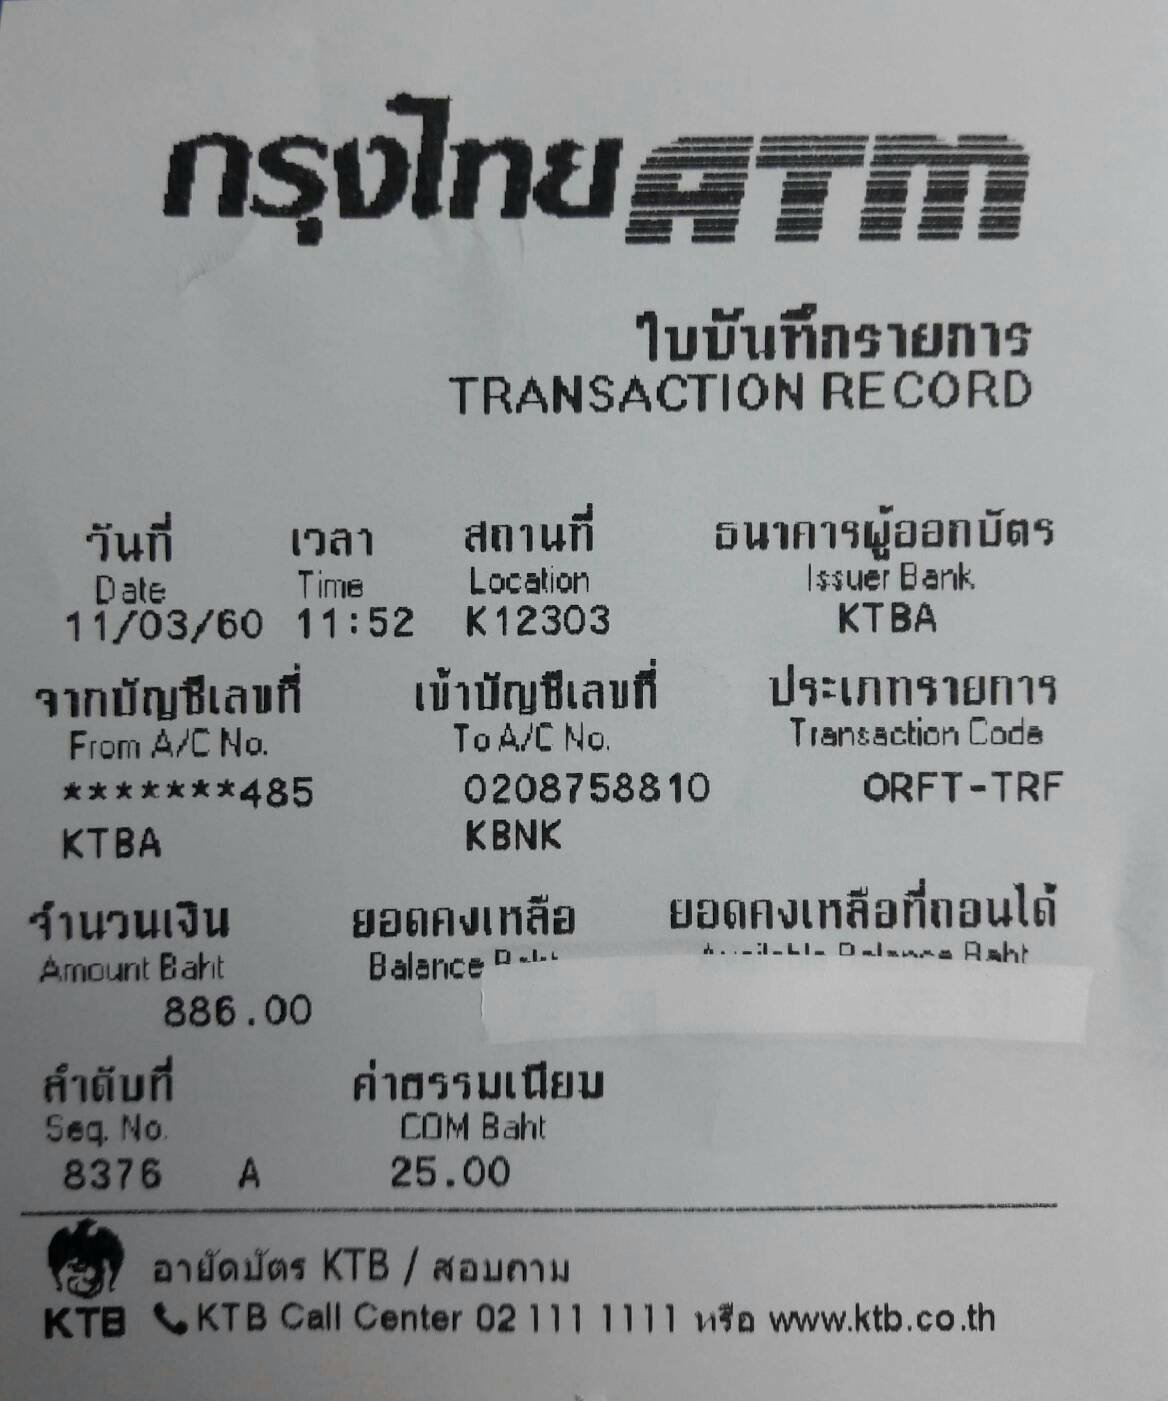 กรุงไทย ATM
ใบบันทึกรายการ
TRANSACTION RECORD
วันที่ เวลา สถานที่ ธนาคารผู้ออกบัตร
Date Time Location Issuer Bank
11/03/60 11:52 K12303 KTBA
จากบัญชีเลขที่ เข้าบัญชีเลขที่ ประเภทรายการ
From A/C No. To A/C No. Transaction Code
*******485 0208758810 ORFT-TRF
KTBA KBNK
จำนวนเงิน ยอดคงเหลือ ยอดคงเหลือที่ถอนได้
Amount Baht Balance Baht
886.00
ลำดับที่ ค่าธรรมเนียม
Seq. No. COM Baht
8376 A 25.00
อายัดบัตร KTB / สอบถาม
KTB KTB Call Center 02 111 1111 หรือ www.ktb.co.th